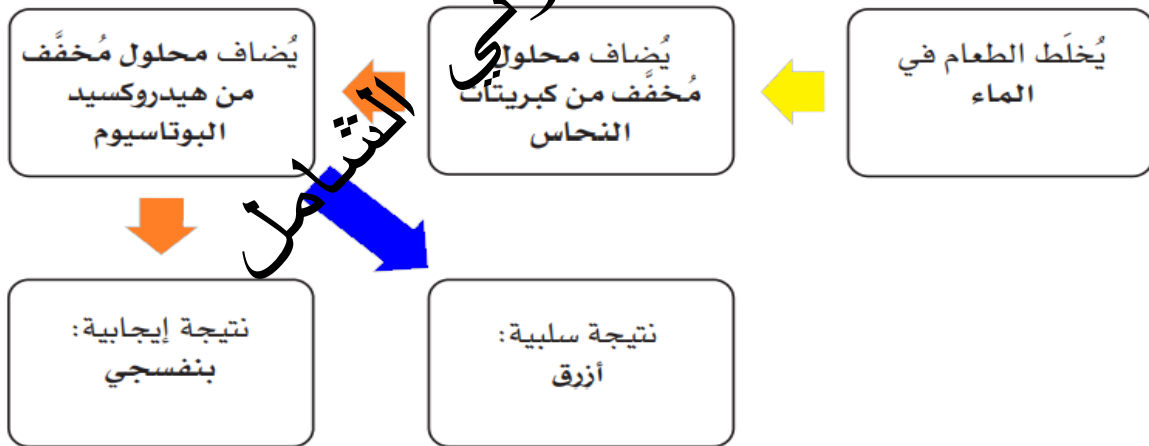 يُخلَط الطعام في
الماء
يُضاف محلول
مُخفَّف من كبريتات
النحاس
يُضاف محلول مُخفَّف
من هيدروكسيد
البوتاسيوم
نتيجة سلبية:
أزرق
نتيجة إيجابية:
بنفسجي
الشامل